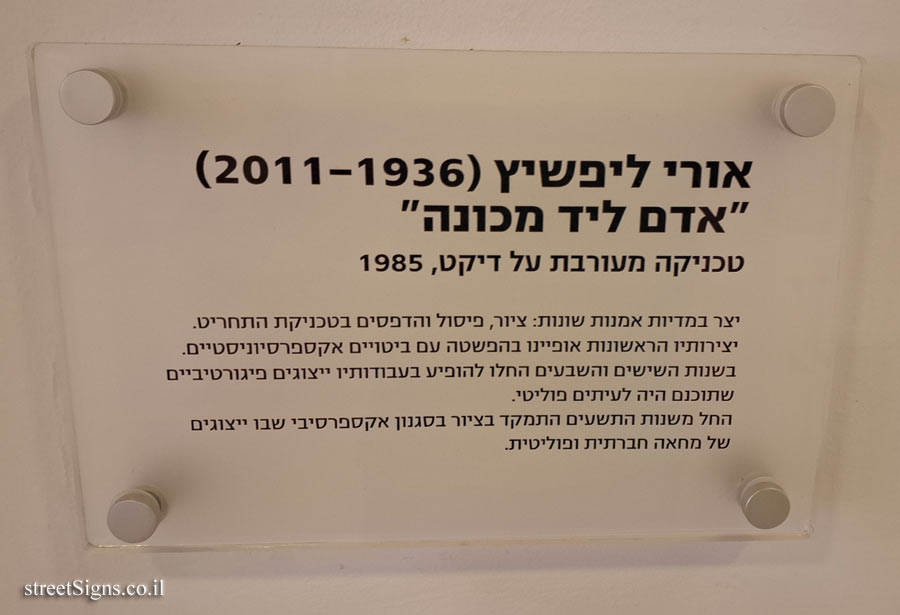 אורי ליפשיץ (1936–2011)
"אדם ליד מכונה"
טכניקה מעורבת על דיקט, 1985
יצר במדיות אמנות שונות: ציור, פיסול והדפסים בטכניקת התחריט.
יצירותיו הראשונות אופיינו בהפשטה עם ביטויים אקספרסיוניסטיים.
בשנות השישים והשבעים החלו להופיע בעבודותיו ייצוגים פיגורטיביים
שתוכנם היה לעיתים פוליטי.
החל משנות התשעים התמקד בציור בסגנון אקספרסיבי שבו ייצוגים
של מחאה חברתית ופוליטית.
streetSigns.co.il